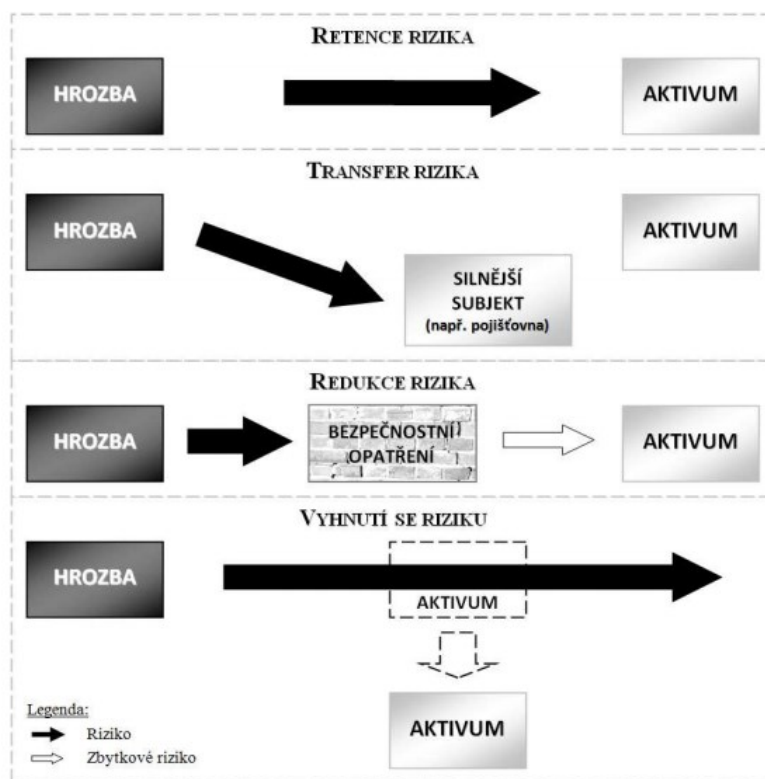 RETENCE RIZIKA
HROZBA
AKTIVUM
TRANSFER RIZIKA
HROZBA
AKTIVUM
SILNĚJŠÍ
SUBJEKT
(např. pojišťovna)
REDUKCE RIZIKA
HROZBA
BEZPEČNOSTNÍ
OPATŘENÍ
AKTIVUM
VYHNUTÍ SE RIZIKU
HROZBA
AKTIVUM
AKTIVUM
Legenda:
Riziko
Zbytkové riziko